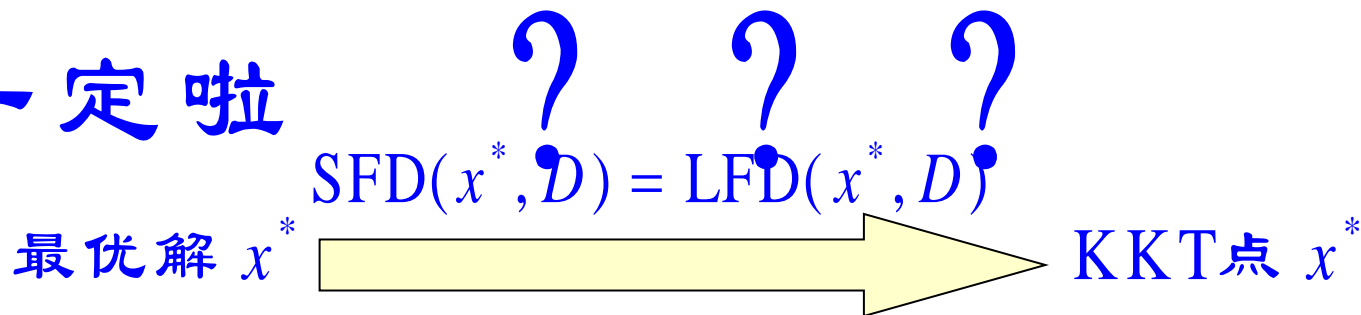 ? ? ?
一定啦
SFD(x*, D) = LFD(x*, D)
最优解 x* KKT点 x*